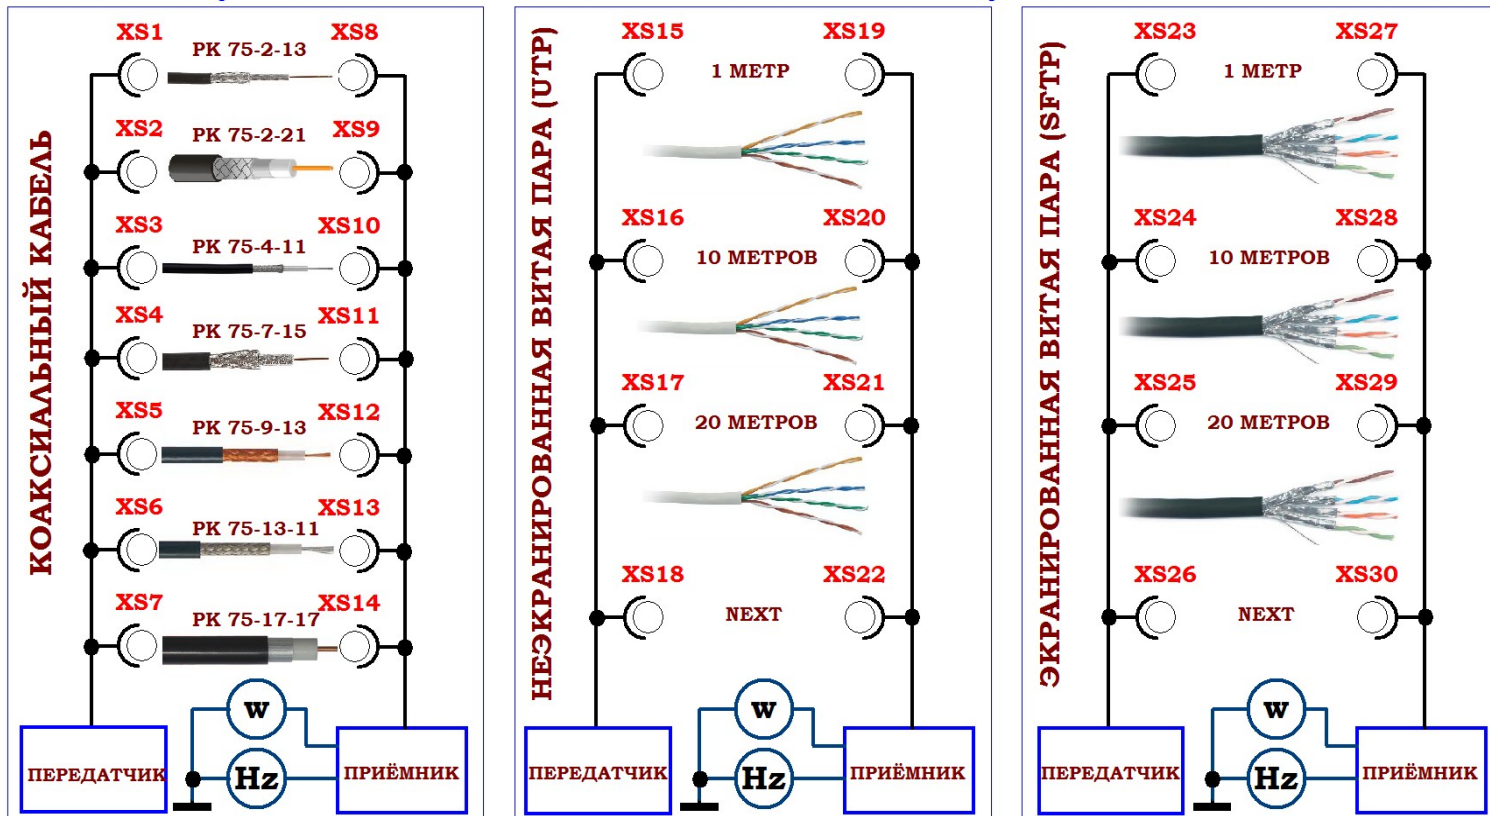 КОАКСИАЛЬНЫЙ КАБЕЛЬ
XS1 РК 75-2-13 XS8
XS2 РК 75-2-21 XS9
XS3 РК 75-4-11 XS10
XS4 РК 75-7-15 XS11
XS5 РК 75-9-13 XS12
XS6 РК 75-13-11 XS13
XS7 РК 75-17-17 XS14
W
ПЕРЕДАТЧИК Hz ПРИЁМНИК
НЕЭКРАНИРОВАННАЯ ВИТАЯ ПАРА (UTP)
XS15 1 МЕТР XS19
XS16 10 МЕТРОВ XS20
XS17 20 МЕТРОВ XS21
XS18 NEXT XS22
W
ПЕРЕДАТЧИК Hz ПРИЁМНИК
ЭКРАНИРОВАННАЯ ВИТАЯ ПАРА (SFTP)
XS23 1 МЕТР XS27
XS24 10 МЕТРОВ XS28
XS25 20 МЕТРОВ XS29
XS26 NEXT XS30
W
ПЕРЕДАТЧИК Hz ПРИЁМНИК